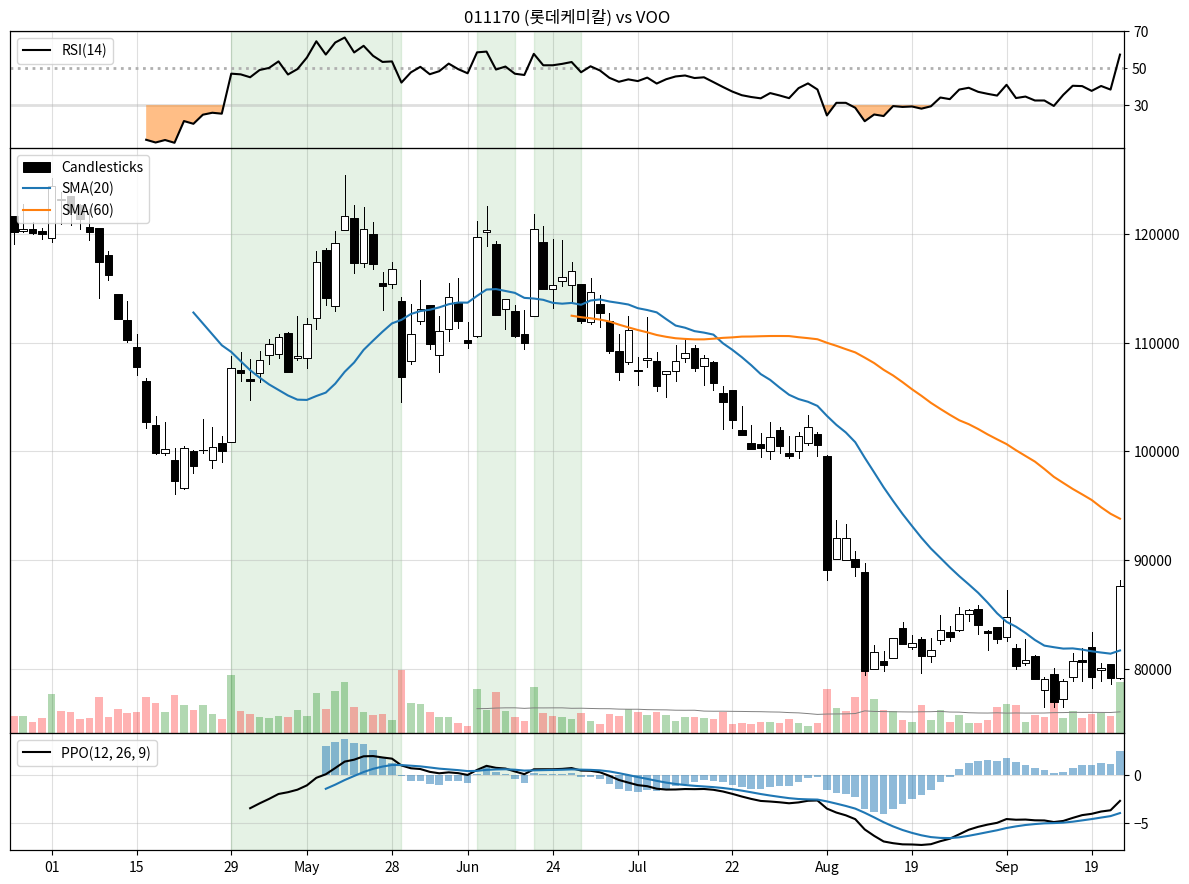 011170 (롯데케미칼) vs VOO
RSI(14)
70
50
30
Candlesticks
SMA(20)
SMA(60)
120000
110000
100000
90000
80000
PPO(12, 26, 9)
0
−5
01 15 29 May 28 Jun 24 Jul 22 Aug 19 Sep 19